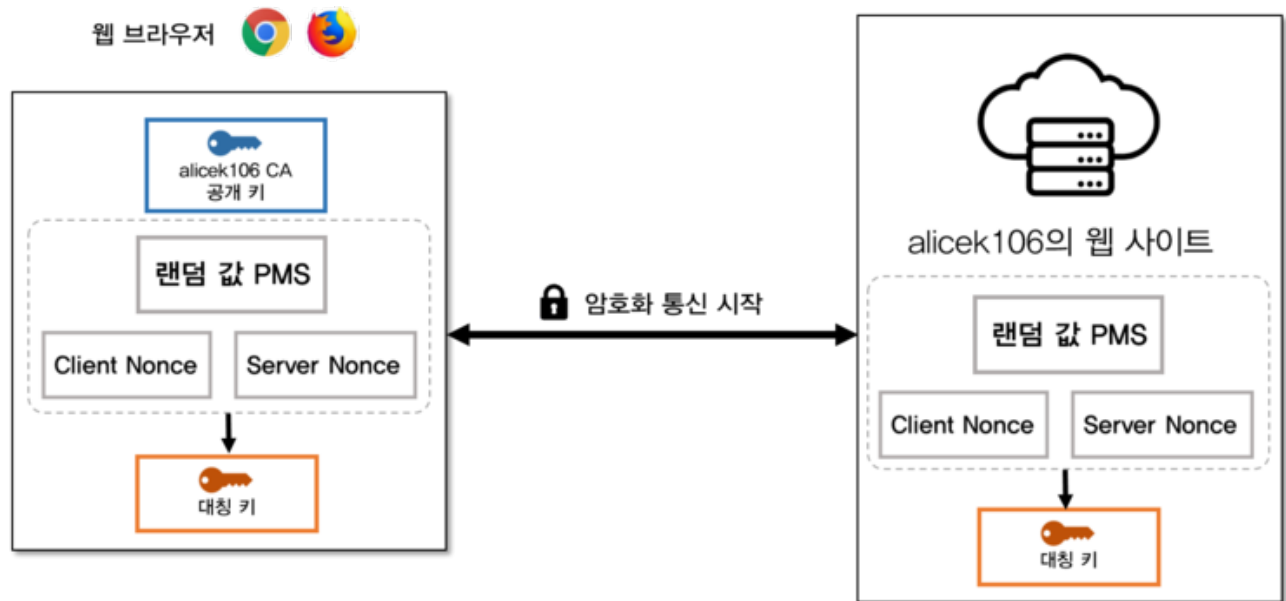 웹 브라우저
alicek106 CA
공개 키
랜덤 값 PMS
Client Nonce
Server Nonce
대칭 키
암호화 통신 시작
alicek106의 웹 사이트
랜덤 값 PMS
Client Nonce
Server Nonce
대칭 키